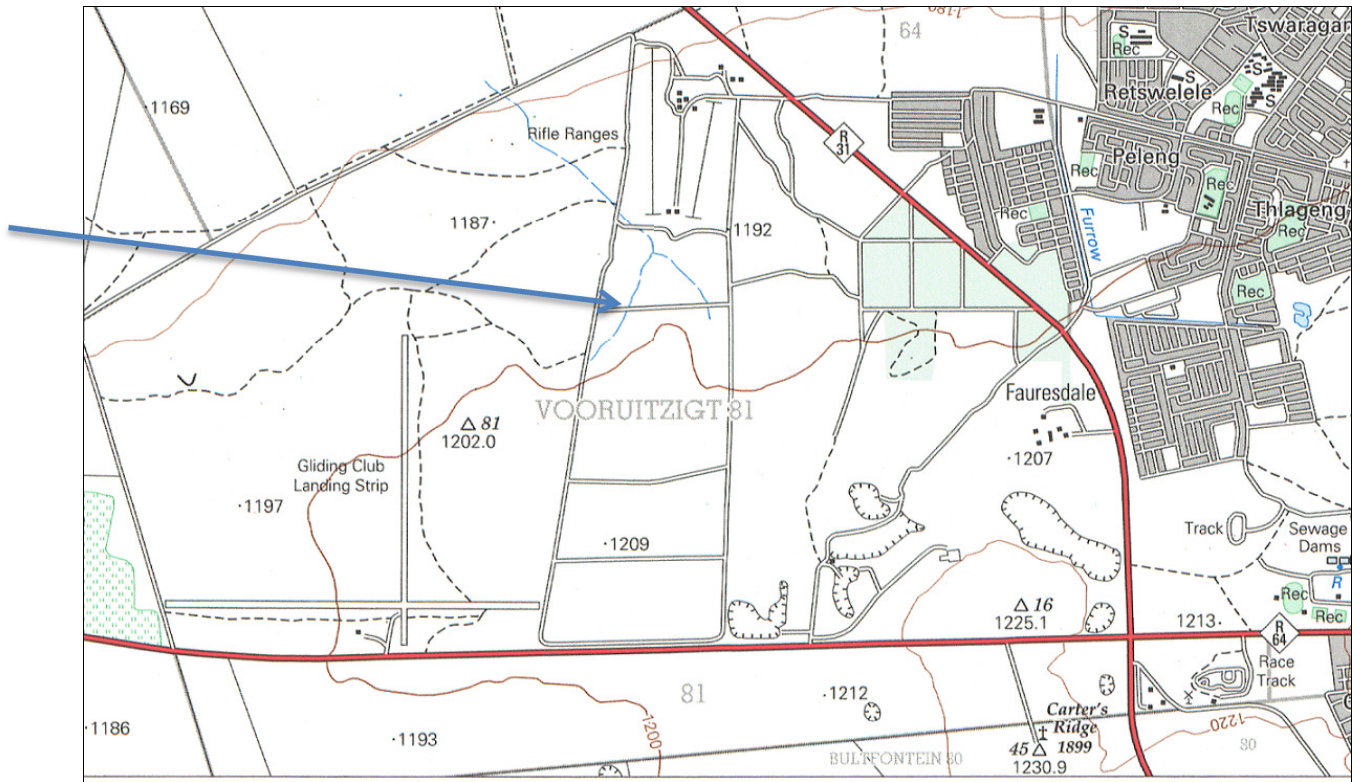 64
1·180
Tswaragar
S
Rec
S
Retswelele
S
Rec
S
·1169
Rifle Ranges
R
31
Peleng
Rec
Rec
1187·
·1192
Rec
Furrow
Thlageng
Rec
Rec
VOORUITZIGT 81
△ 81
1202.0
Fauresdale
Gliding Club
Landing Strip
·1207
·1197
·1209
Track
Sewage
Dams
R
△ 16
1225.1
1213·
Rec
Rec
R
64
Race
Track
81
·1212
Carter's
Ridge
1899
45 △
1230.9
·1186
·1193
1200
1220
BULTFONTEIN 80
80